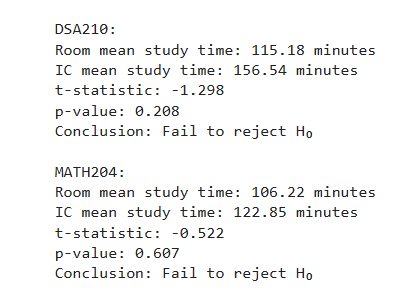 DSA210:
Room mean study time: 115.18 minutes
IC mean study time: 156.54 minutes
t-statistic: -1.298
p-value: 0.208
Conclusion: Fail to reject H₀
MATH204:
Room mean study time: 106.22 minutes
IC mean study time: 122.85 minutes
t-statistic: -0.522
p-value: 0.607
Conclusion: Fail to reject H₀